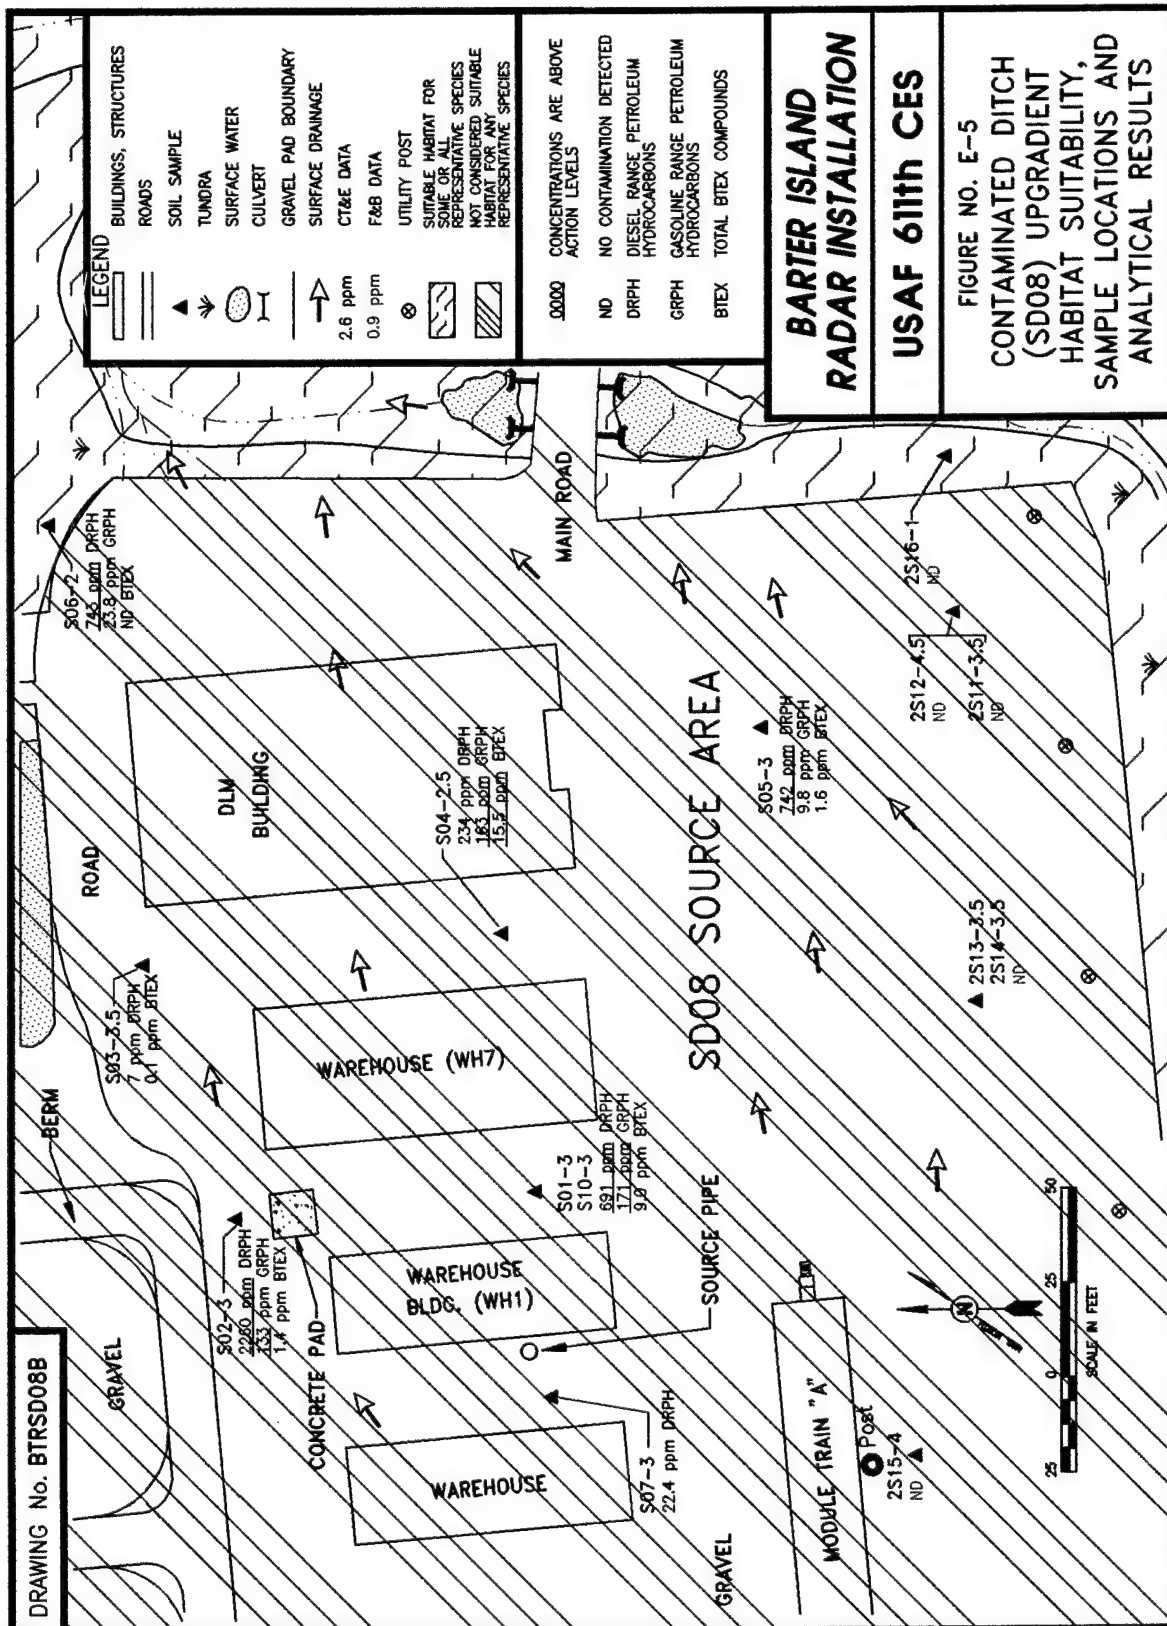 DRAWING No. BTRSD08B
GRAVEL
BERM
ROAD
S06-2
743 ppm DRPH
23.8 ppm GRPH
ND BTEX
S03-3.5
7 ppm DRPH
0.1 ppm BTEX
S02-3
2260 ppm DRPH
133 ppm GRPH
1.4 ppm BTEX
CONCRETE PAD
DLM
BUILDING
WAREHOUSE (WH7)
WAREHOUSE
BLDG. (WH1)
WAREHOUSE
S04-2.5
234 ppm DRPH
163 ppm GRPH
15.5 ppm BTEX
MAIN ROAD
S01-3
S10-3
691 ppm DRPH
171 ppm GRPH
9.0 ppm BTEX
S07-3
22.4 ppm DRPH
SOURCE PIPE
SD08 SOURCE AREA
GRAVEL
S05-3
742 ppm DRPH
9.8 ppm GRPH
1.6 ppm BTEX
MODULE TRAIN "A"
Post
2S15-4
ND
2S16-1
ND
2S12-4.5
ND
2S11-3.5
ND
2S13-3.5
2S14-3.5
ND
N
25 0 25 50
SCALE IN FEET
LEGEND
BUILDINGS, STRUCTURES
ROADS
SOIL SAMPLE
TUNDRA
SURFACE WATER
CULVERT
GRAVEL PAD BOUNDARY
SURFACE DRAINAGE
2.6 ppm CT&E DATA
0.9 ppm F&B DATA
UTILITY POST
SUITABLE HABITAT FOR
SOME OR ALL
REPRESENTATIVE SPECIES
NOT CONSIDERED SUITABLE
HABITAT FOR ANY
REPRESENTATIVE SPECIES
0000 CONCENTRATIONS ARE ABOVE
ACTION LEVELS
ND NO CONTAMINATION DETECTED
DRPH DIESEL RANGE PETROLEUM
HYDROCARBONS
GRPH GASOLINE RANGE PETROLEUM
HYDROCARBONS
BTEX TOTAL BTEX COMPOUNDS
BARTER ISLAND
RADAR INSTALLATION
USAF 611th CES
FIGURE NO. E-5
CONTAMINATED DITCH
(SD08) UPGRADIENT
HABITAT SUITABILITY,
SAMPLE LOCATIONS AND
ANALYTICAL RESULTS